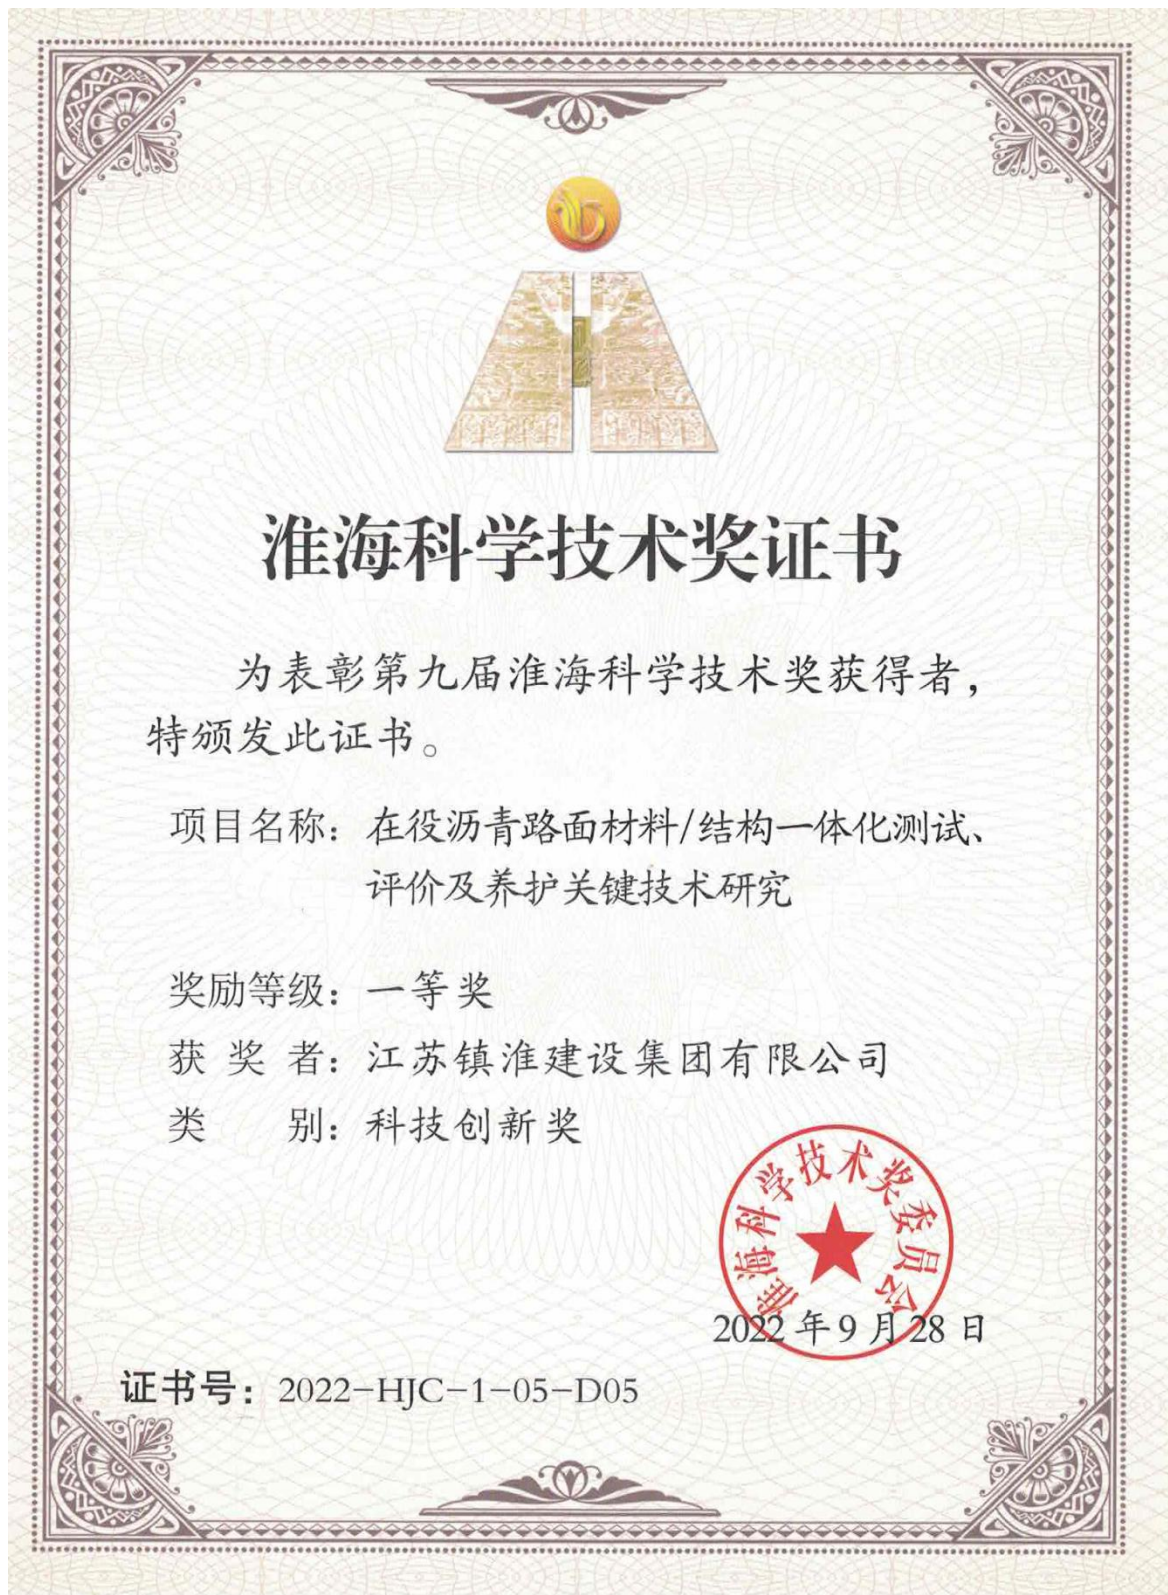 淮海科学技术奖证书
为表彰第九届淮海科学技术奖获得者，
特颁发此证书。
项目名称：在役沥青路面材料/结构一体化测试、
评价及养护关键技术研究
奖励等级：一等奖
获奖者：江苏镇淮建设集团有限公司
类别：科技创新奖
淮海科学技术奖委员会
2022年9月28日
证书号：2022-HJC-1-05-D05